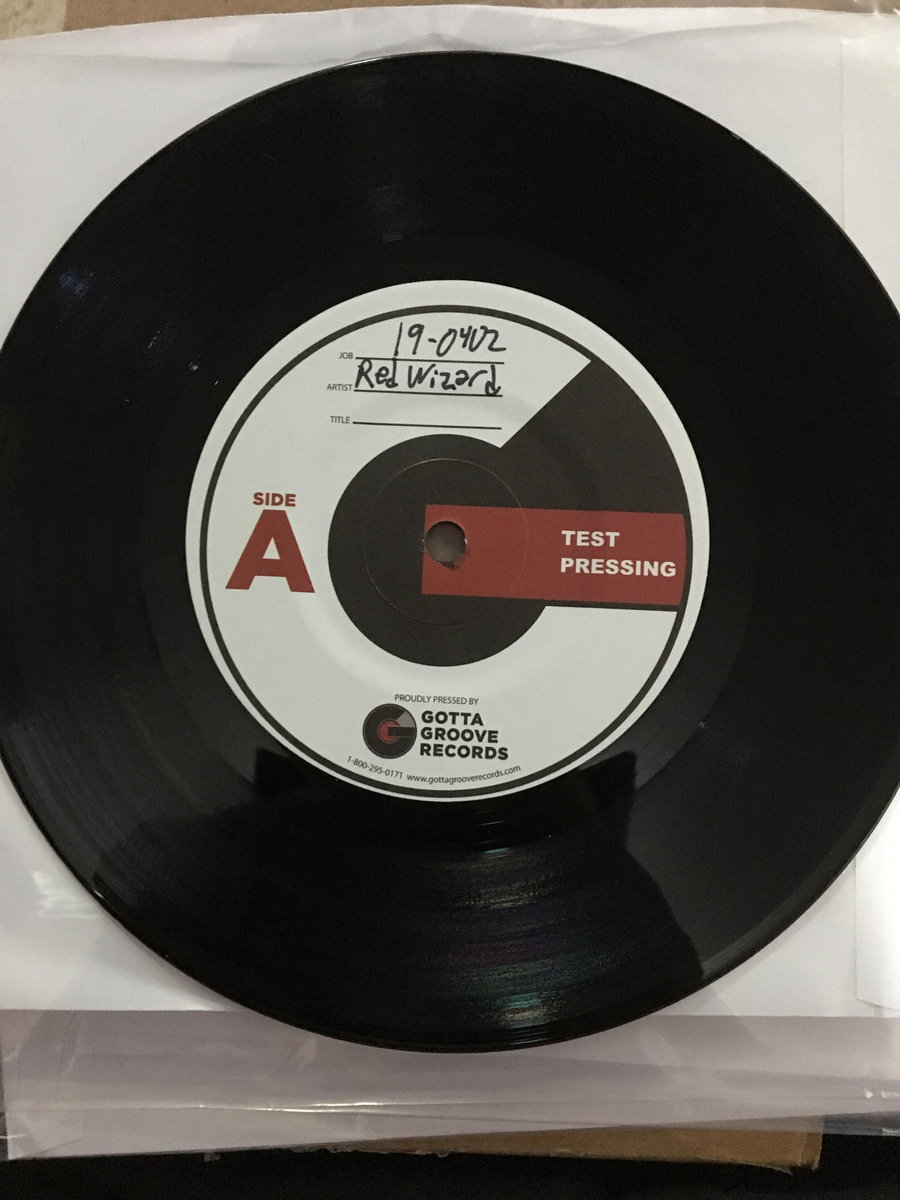 JOB 19-0402
ARTIST Red Wizard
TITLE
SIDE
A
TEST
PRESSING
PROUDLY PRESSED BY
GOTTA
GROOVE
RECORDS
1-800-295-0171 www.gottagrooverecords.com